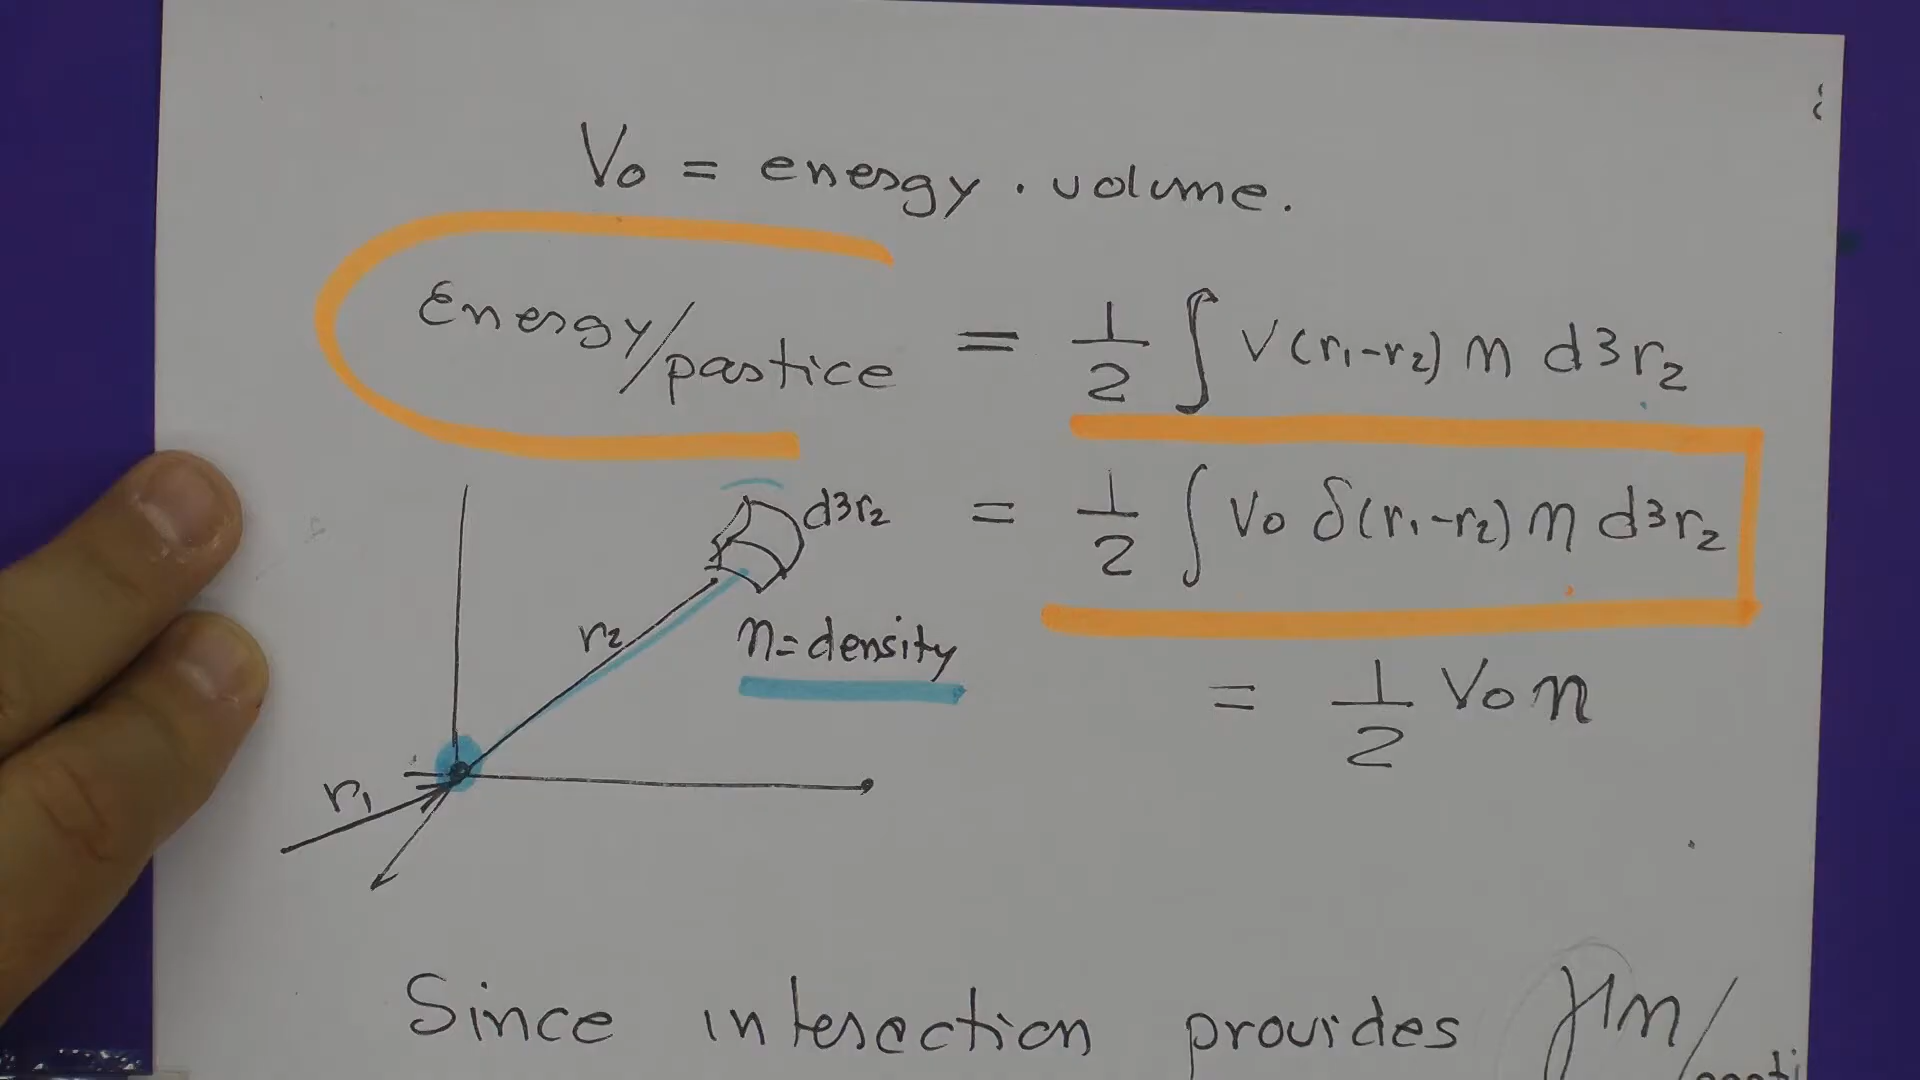 V0 = energy . volume.
Energy/pastice = 1/2 ∫ V(r1-r2) n d3r2
= 1/2 ∫ V0 δ(r1-r2) n d3r2
= 1/2 V0 n
d3r2
r2
n=density
r1
Since interaction provides